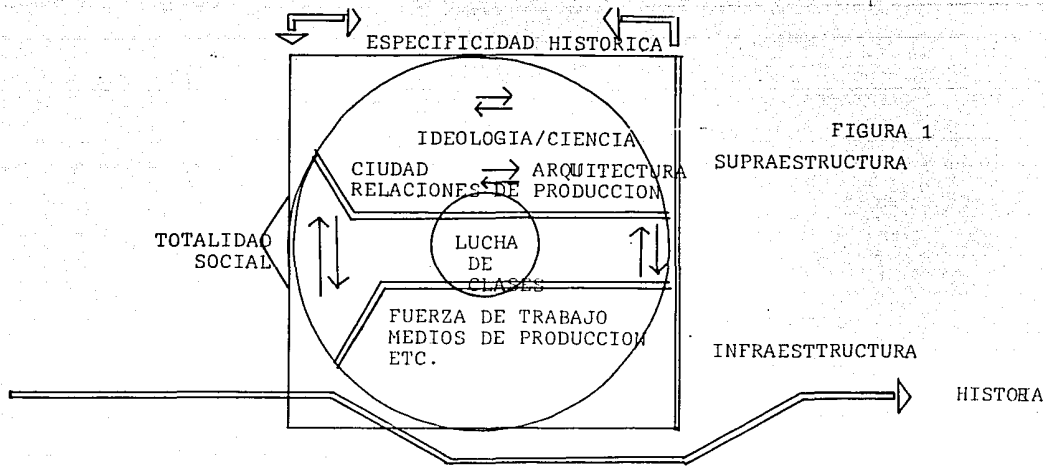 ESPECIFICIDAD HISTORICA
FIGURA 1
IDEOLOGIA/CIENCIA
SUPRAESTRUCTURA
CIUDAD ARQUITECTURA
RELACIONES DE PRODUCCION
TOTALIDAD
SOCIAL
LUCHA
DE
CLASES
FUERZA DE TRABAJO
MEDIOS DE PRODUCCION
ETC.
INFRAESTTRUCTURA